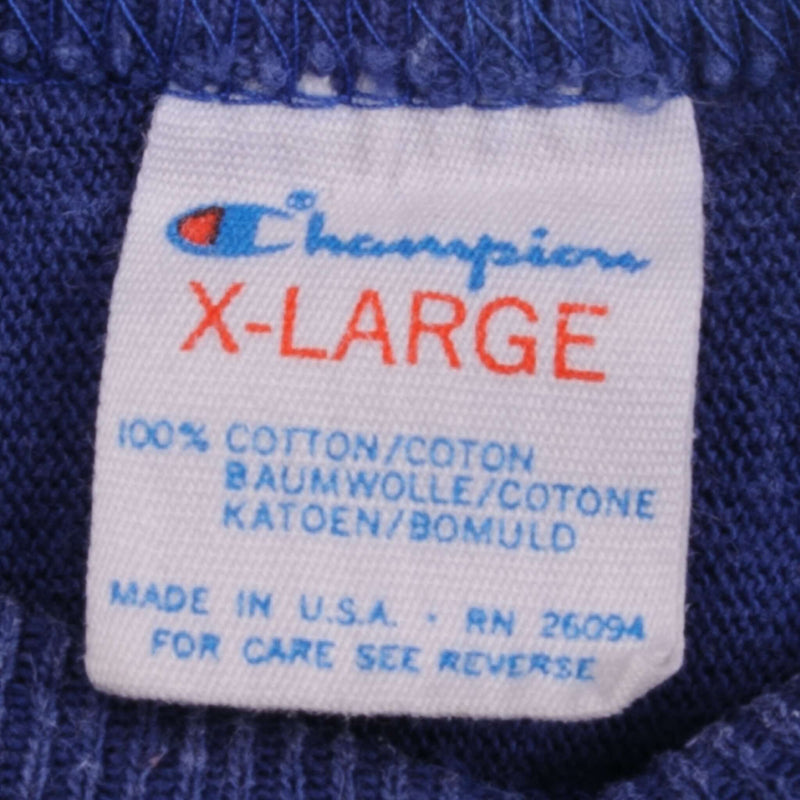 Champion®
X-LARGE
100% COTTON/COTON
BAUMWOLLE/COTONE
KATOEN/BOMULD
MADE IN U.S.A. · RN 26094
FOR CARE SEE REVERSE